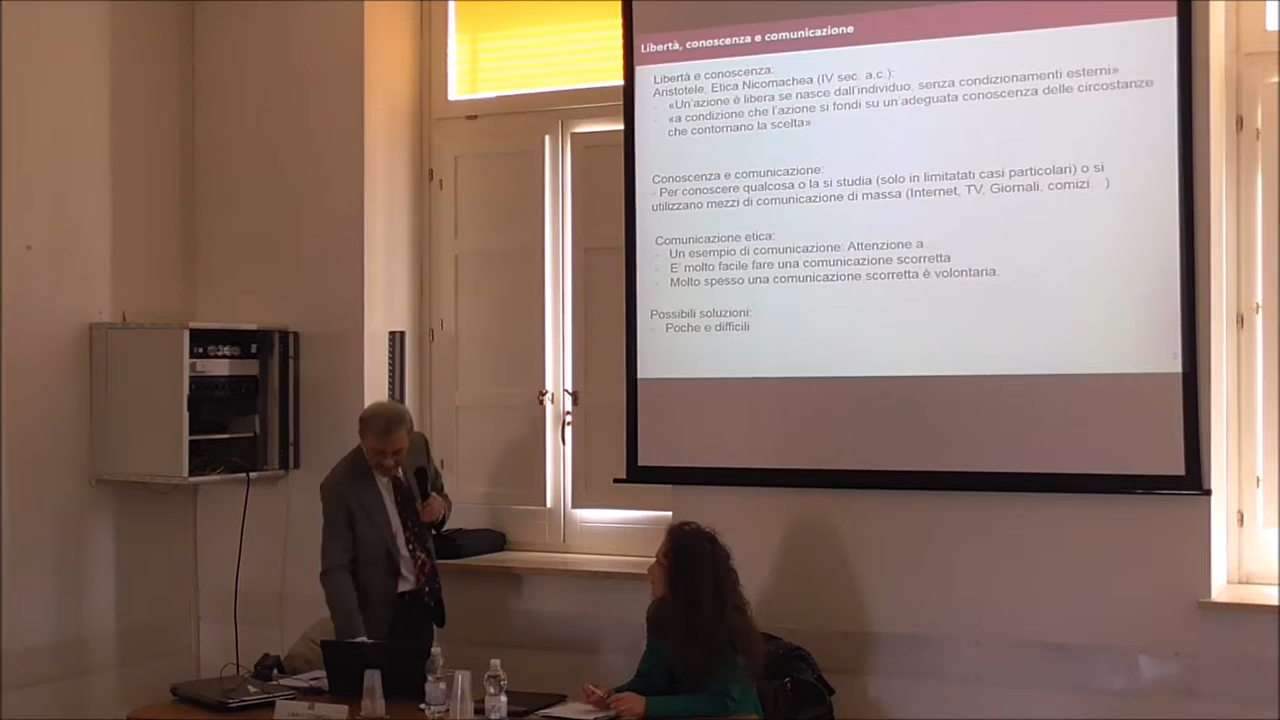 Libertà, conoscenza e comunicazione
Libertà e conoscenza:
Aristotele, Etica Nicomachea (IV sec. a.c.):
- «Un'azione è libera se nasce dall'individuo, senza condizionamenti esterni»
- «a condizione che l'azione si fondi su un'adeguata conoscenza delle circostanze
che contornano la scelta»
Conoscenza e comunicazione:
- Per conoscere qualcosa o la si studia (solo in limitatati casi particolari) o si
utilizzano mezzi di comunicazione di massa (Internet, TV, Giornali, comizi....)
Comunicazione etica:
- Un esempio di comunicazione: Attenzione a
- E' molto facile fare una comunicazione scorretta
- Molto spesso una comunicazione scorretta è volontaria.
Possibili soluzioni:
- Poche e difficili